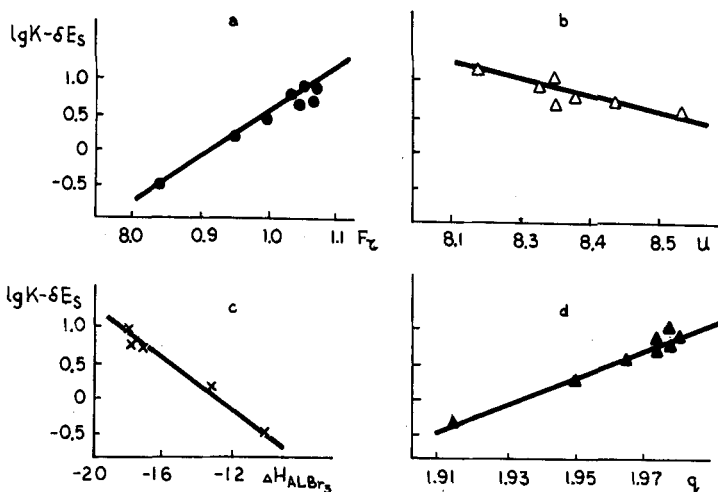 lgK-δEs a b
1.0
0.5
0
-0.5
8.0 0.9 1.0 1.1 Fτ
8.1 8.3 8.4 8.5 u
lgK-δEs c d
1.0
0.5
0
-0.5
-20 -16 -12 ΔHALBr3
1.91 1.93 1.95 1.97 q